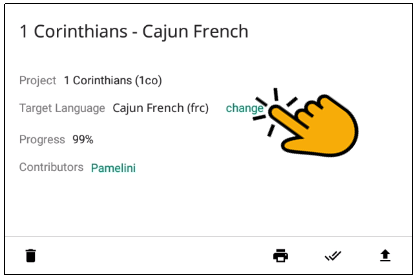 1 Corinthians - Cajun French
Project 1 Corinthians (1co)
Target Language Cajun French (frc) change
Progress 99%
Contributors Pamelini